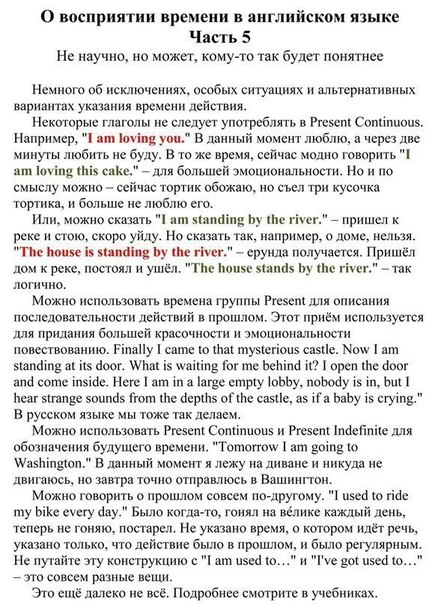 О восприятии времени в английском языке
Часть 5
Не научно, но может, кому-то так будет понятнее
Немного об исключениях, особых ситуациях и альтернативных
вариантах указания времени действия.
Некоторые глаголы не следует употреблять в Present Continuous.
Например, "I am loving you." В данный момент люблю, а через две
минуты любить не буду. В то же время, сейчас модно говорить "I
am loving this cake." – для большей эмоциональности. Но и по
смыслу можно – сейчас тортик обожаю, но съел три кусочка
тортика, и больше не люблю его.
Или, можно сказать "I am standing by the river." – пришел к
реке и стою, скоро уйду. Но сказать так, например, о доме, нельзя.
"The house is standing by the river." – ерунда получается. Пришёл
дом к реке, постоял и ушёл. "The house stands by the river." – так
логично.
Можно использовать времена группы Present для описания
последовательности действий в прошлом. Этот приём используется
для придания большей красочности и эмоциональности
повествованию. Finally I came to that mysterious castle. Now I am
standing at its door. What is waiting for me behind it? I open the door
and come inside. Here I am in a large empty lobby, nobody is in, but I
hear strange sounds from the depths of the castle, as if a baby is crying."
В русском языке мы тоже так делаем.
Можно использовать Present Continuous и Present Indefinite для
обозначения будущего времени. "Tomorrow I am going to
Washington." В данный момент я лежу на диване и никуда не
двигаюсь, но завтра точно отправлюсь в Вашингтон.
Можно говорить о прошлом совсем по-другому. "I used to ride
my bike every day." Было когда-то, гонял на вéлике каждый день,
теперь не гоняю, постарел. Не указано время, о котором идёт речь,
указано только, что действие было в прошлом, и было регулярным.
Не путайте эту конструкцию с "I am used to…" и "I've got used to…"
– это совсем разные вещи.
Это ещё далеко не всё. Подробнее смотрите в учебниках.